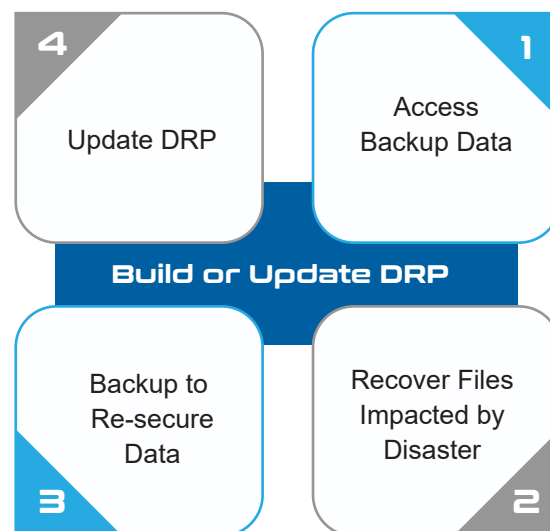 4
Update DRP
1
Access
Backup Data
Build or Update DRP
3
Backup to
Re-secure
Data
2
Recover Files
Impacted by
Disaster